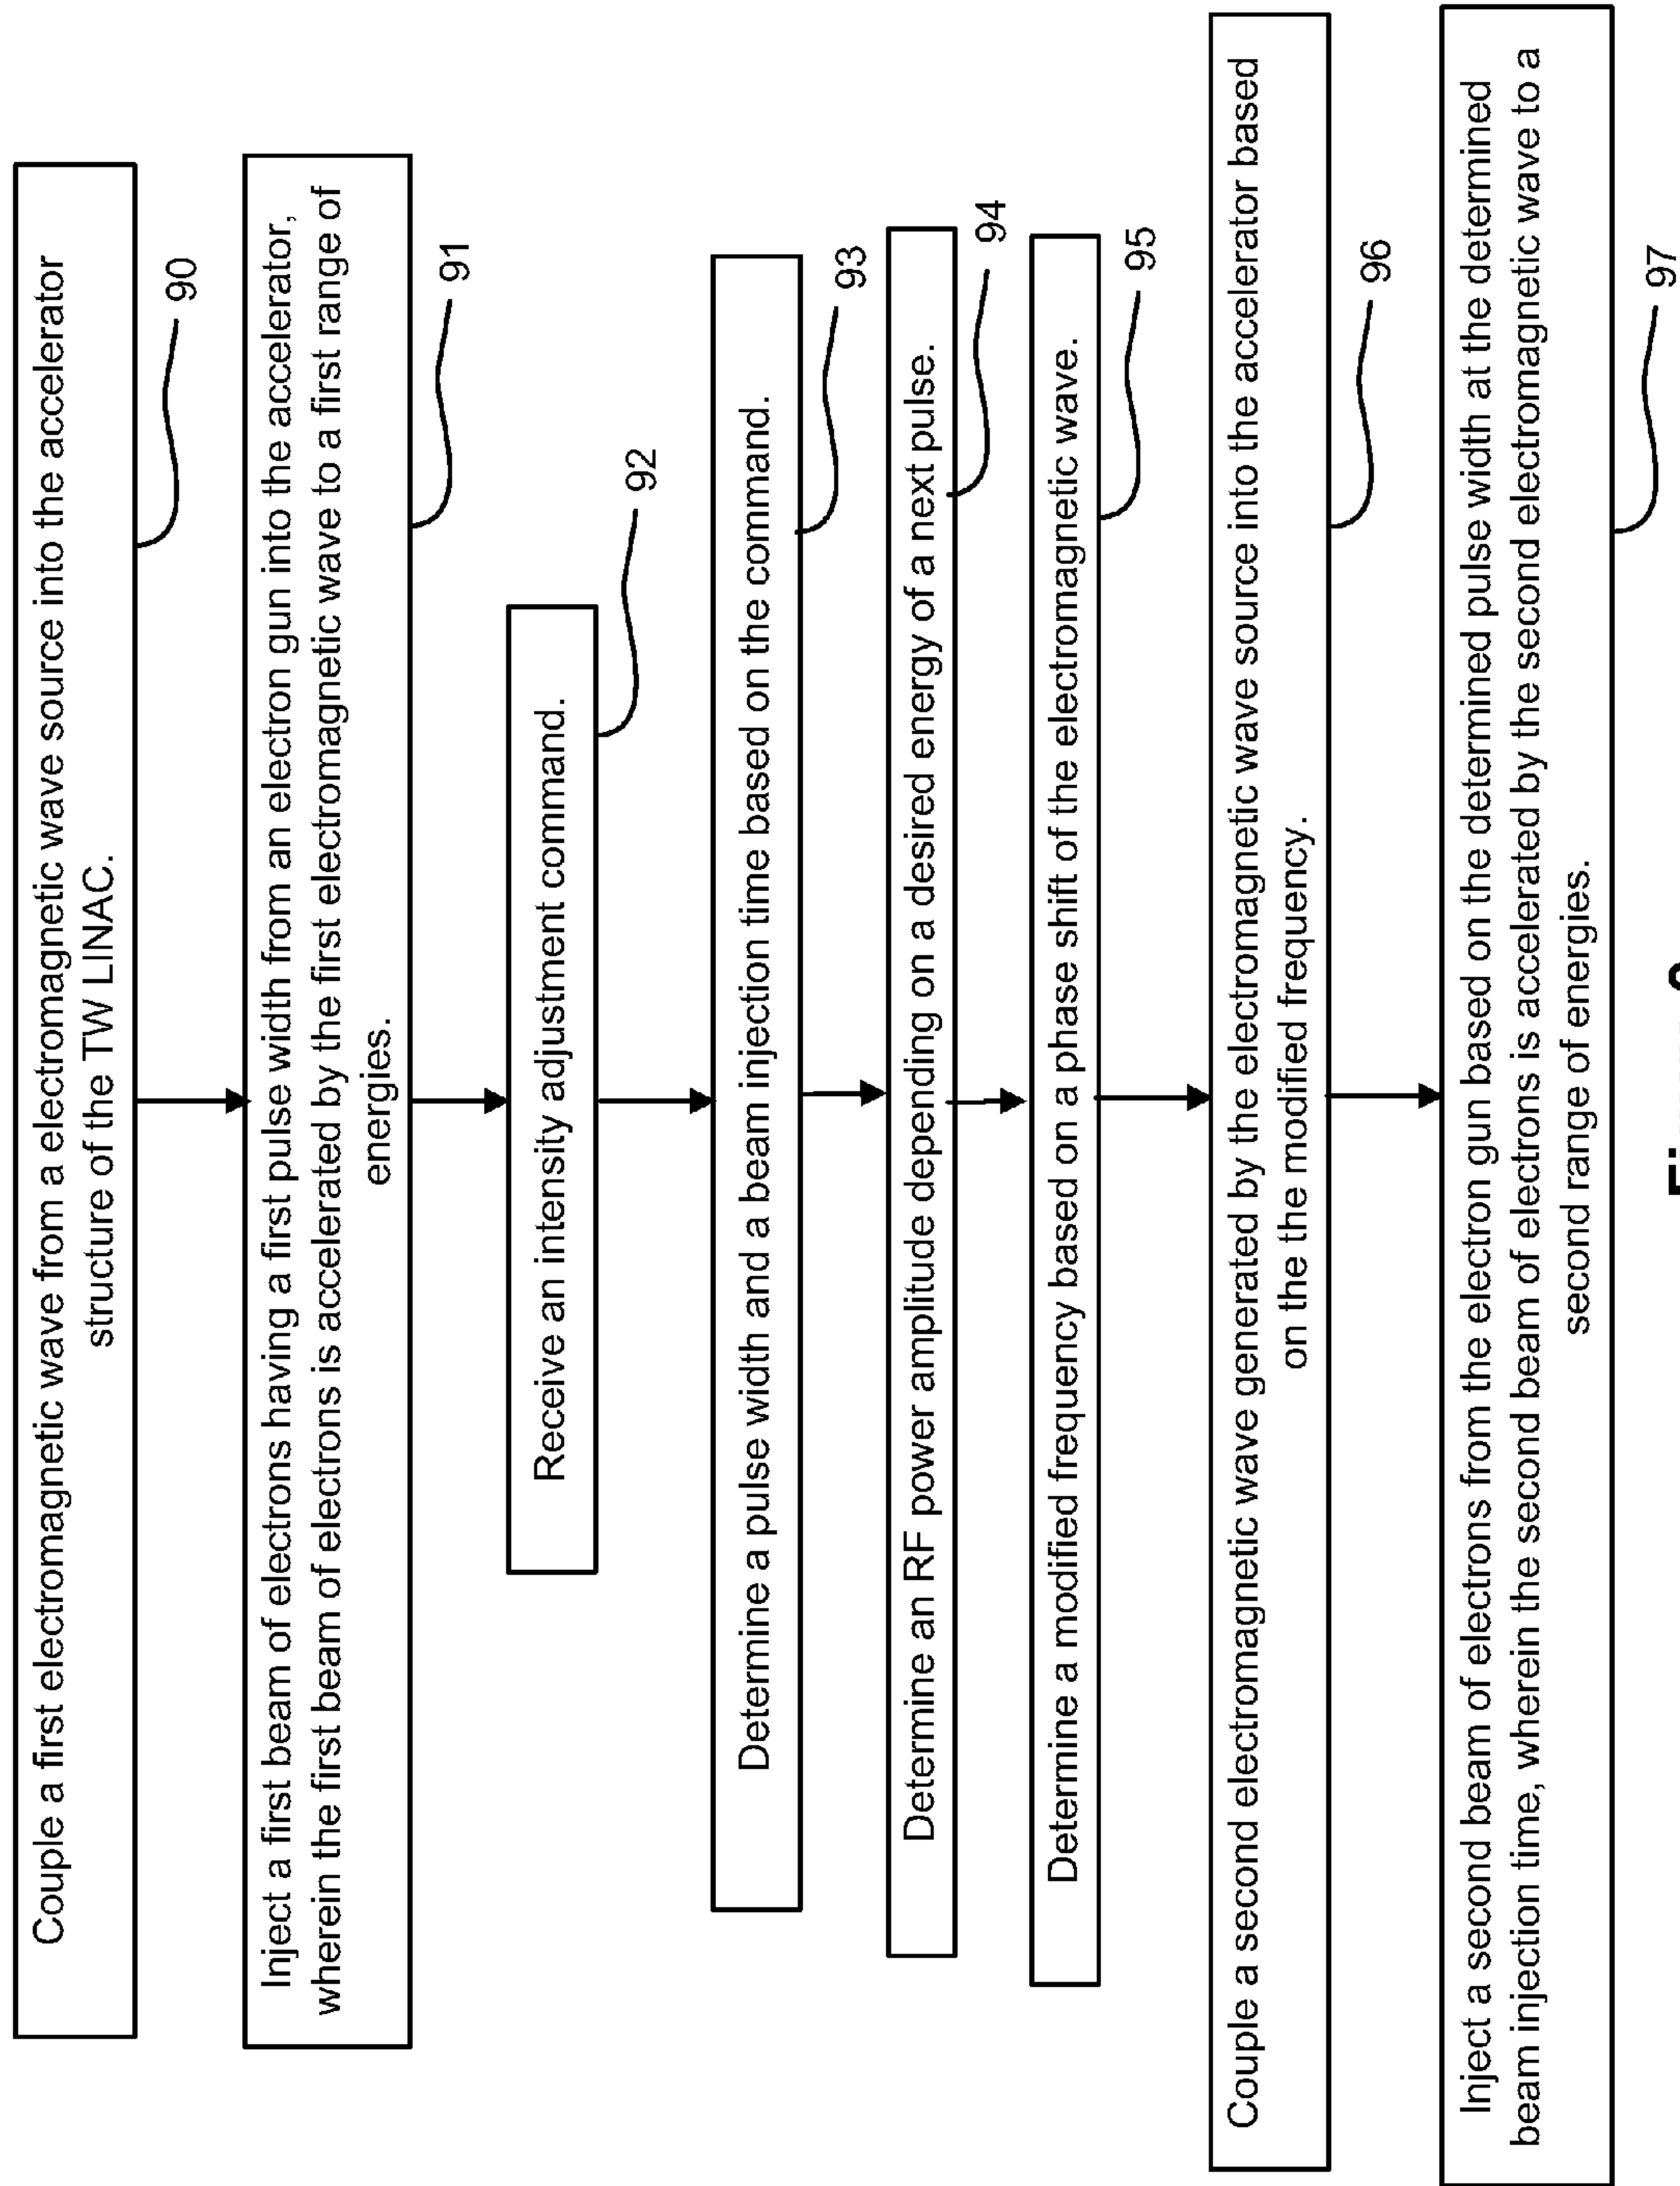 Couple a first electromagnetic wave from a electromagnetic wave source into the accelerator
structure of the TW LINAC.
90
Inject a first beam of electrons having a first pulse width from an electron gun into the accelerator,
wherein the first beam of electrons is accelerated by the first electromagnetic wave to a first range of
energies.
91
Receive an intensity adjustment command.
92
Determine a pulse width and a beam injection time based on the command.
93
Determine an RF power amplitude depending on a desired energy of a next pulse.
94
Determine a modified frequency based on a phase shift of the electromagnetic wave.
95
Couple a second electromagnetic wave generated by the electromagnetic wave source into the accelerator based
on the the modified frequency.
96
Inject a second beam of electrons from the electron gun based on the determined pulse width at the determined
beam injection time, wherein the second beam of electrons is accelerated by the second electromagnetic wave to a
second range of energies.
97